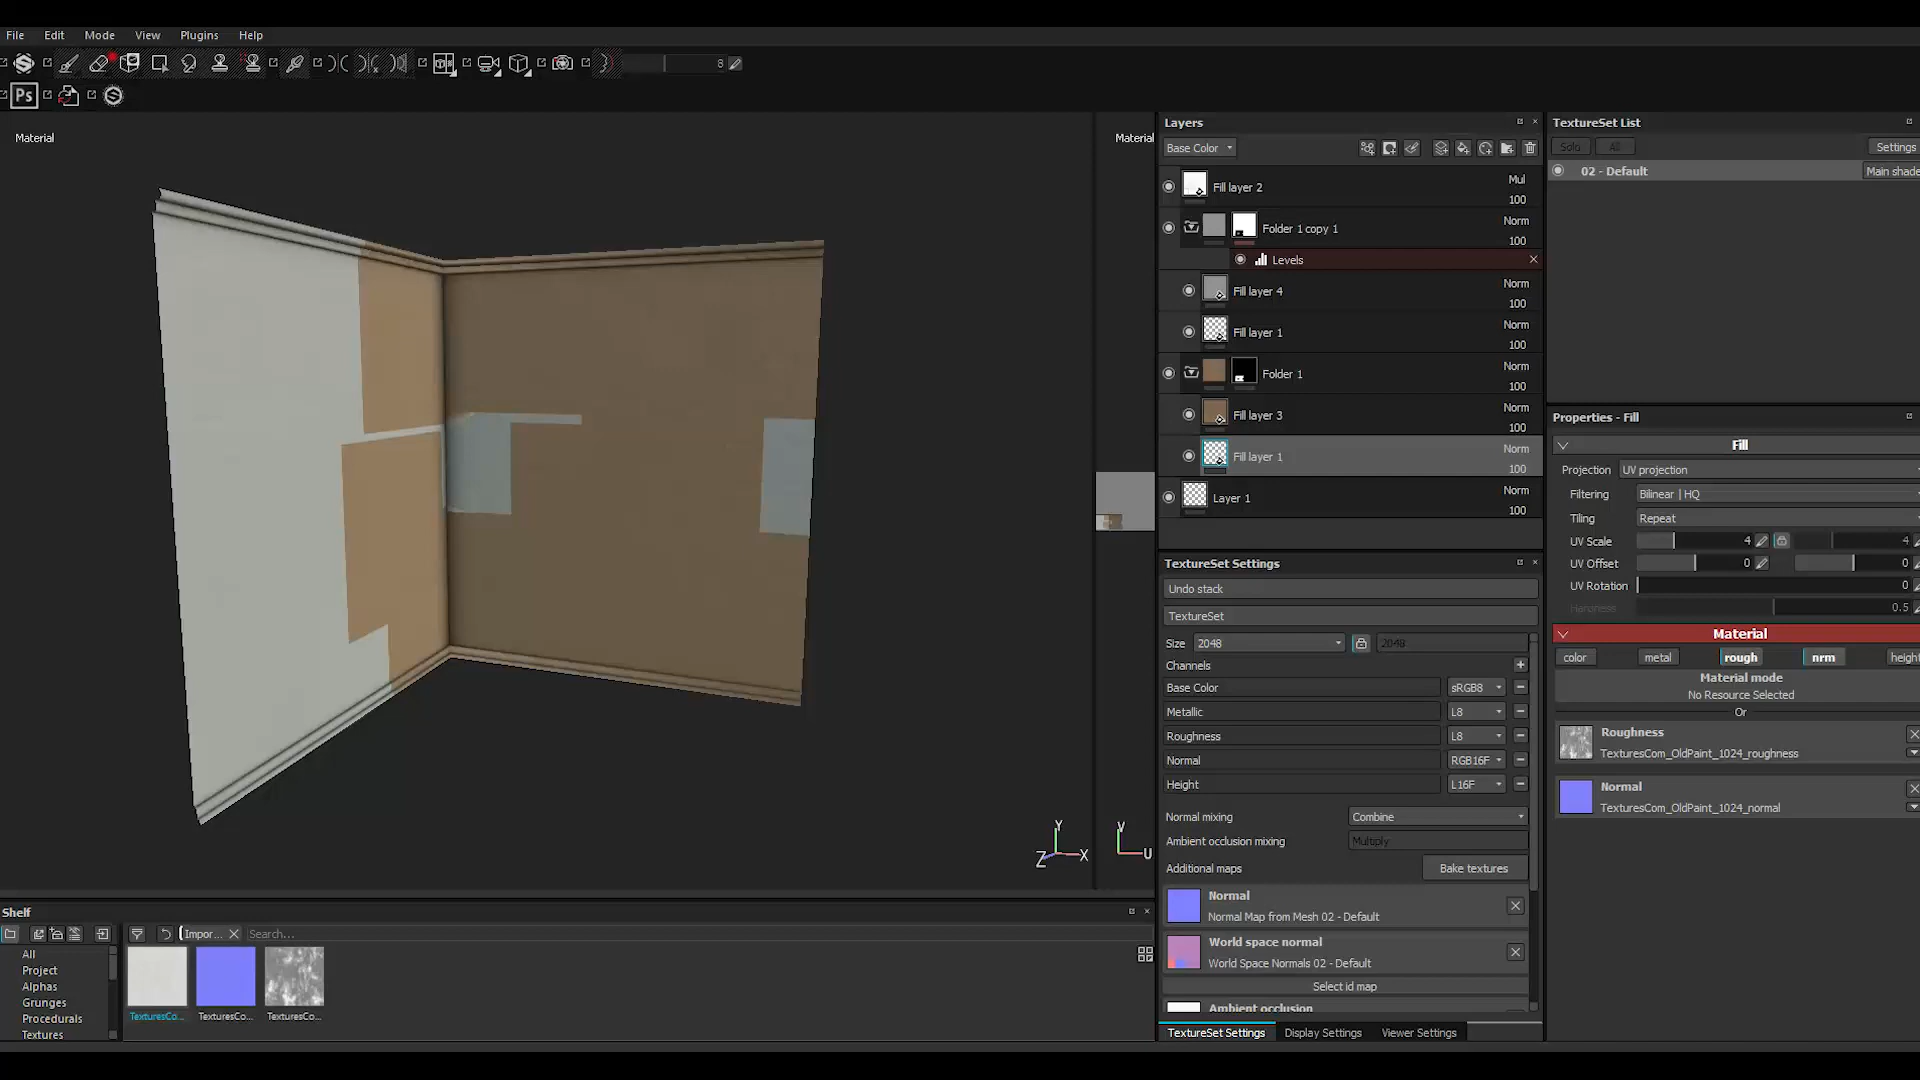 File Edit Mode View Plugins Help
8
Ps
Material
Material
Layers
Base Color
Fill layer 2
Mul
100
Folder 1 copy 1
Norm
100
Levels
Fill layer 4
Norm
100
Fill layer 1
Norm
100
Folder 1
Norm
100
Fill layer 3
Norm
100
Fill layer 1
Norm
100
Layer 1
Norm
100
TextureSet List
Solo All Settings
02 - Default Main shade
TextureSet Settings
Undo stack
TextureSet
Size 2048 2048
Channels
Base Color sRGB8
Metallic L8
Roughness L8
Normal RGB16F
Height L16F
Normal mixing Combine
Ambient occlusion mixing Multiply
Additional maps Bake textures
Normal
Normal Map from Mesh 02 - Default
World space normal
World Space Normals 02 - Default
Select id map
Ambient occlusion
TextureSet Settings Display Settings Viewer Settings
Properties - Fill
Fill
Projection UV projection
Filtering Bilinear | HQ
Tiling Repeat
UV Scale 4 4
UV Offset 0 0
UV Rotation 0
Hardness 0.5
Material
color metal rough nrm height
Material mode
No Resource Selected
Or
Roughness
TexturesCom_OldPaint_1024_roughness
Normal
TexturesCom_OldPaint_1024_normal
Y
Z X
V
U
Shelf
Impor... Search...
All
Project
Alphas
Grunges
Procedurals
Textures
TexturesCo... TexturesCo... TexturesCo...